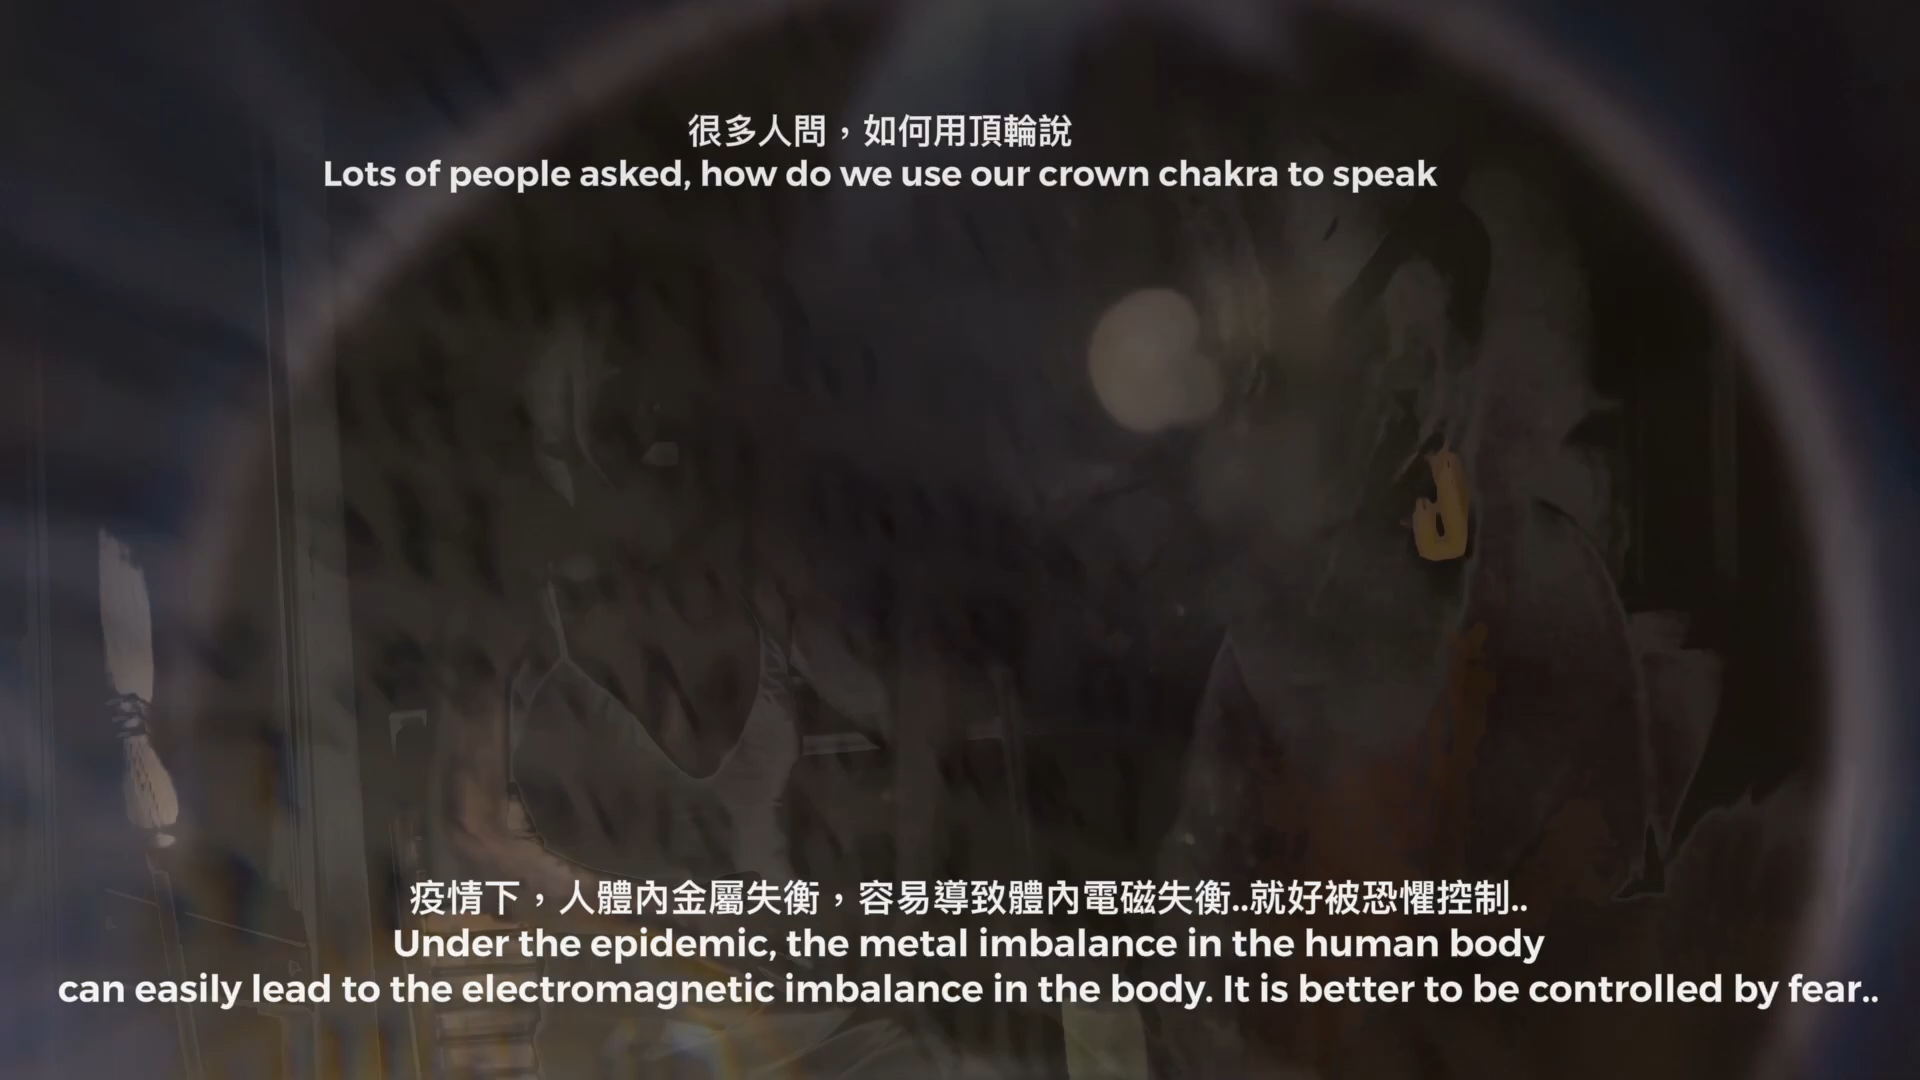 很多人問，如何用頂輪說
Lots of people asked, how do we use our crown chakra to speak
疫情下，人體內金屬失衡，容易導致體內電磁失衡..就好被恐懼控制..
Under the epidemic, the metal imbalance in the human body
can easily lead to the electromagnetic imbalance in the body. It is better to be controlled by fear..